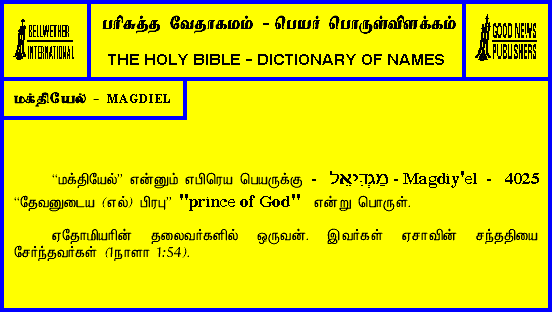 BELLWETHER
INTERNATIONAL
பரிசுத்த வேதாகமம் - பெயர் பொருள்விளக்கம்
THE HOLY BIBLE - DICTIONARY OF NAMES
GOOD NEWS
PUBLISHERS
மக்தியேல் - MAGDIEL
“மக்தியேல்” என்னும் எபிரெய பெயருக்கு - מַגְדִּיאֵל - Magdıy'el - 4025
“தேவனுடைய (எல்) பிரபு” "prince of God" என்று பொருள்.
ஏதோமியரின் தலைவர்களில் ஒருவன். இவர்கள் ஏசாவின் சந்ததியை
சேர்ந்தவர்கள் (1நாளா 1:54).